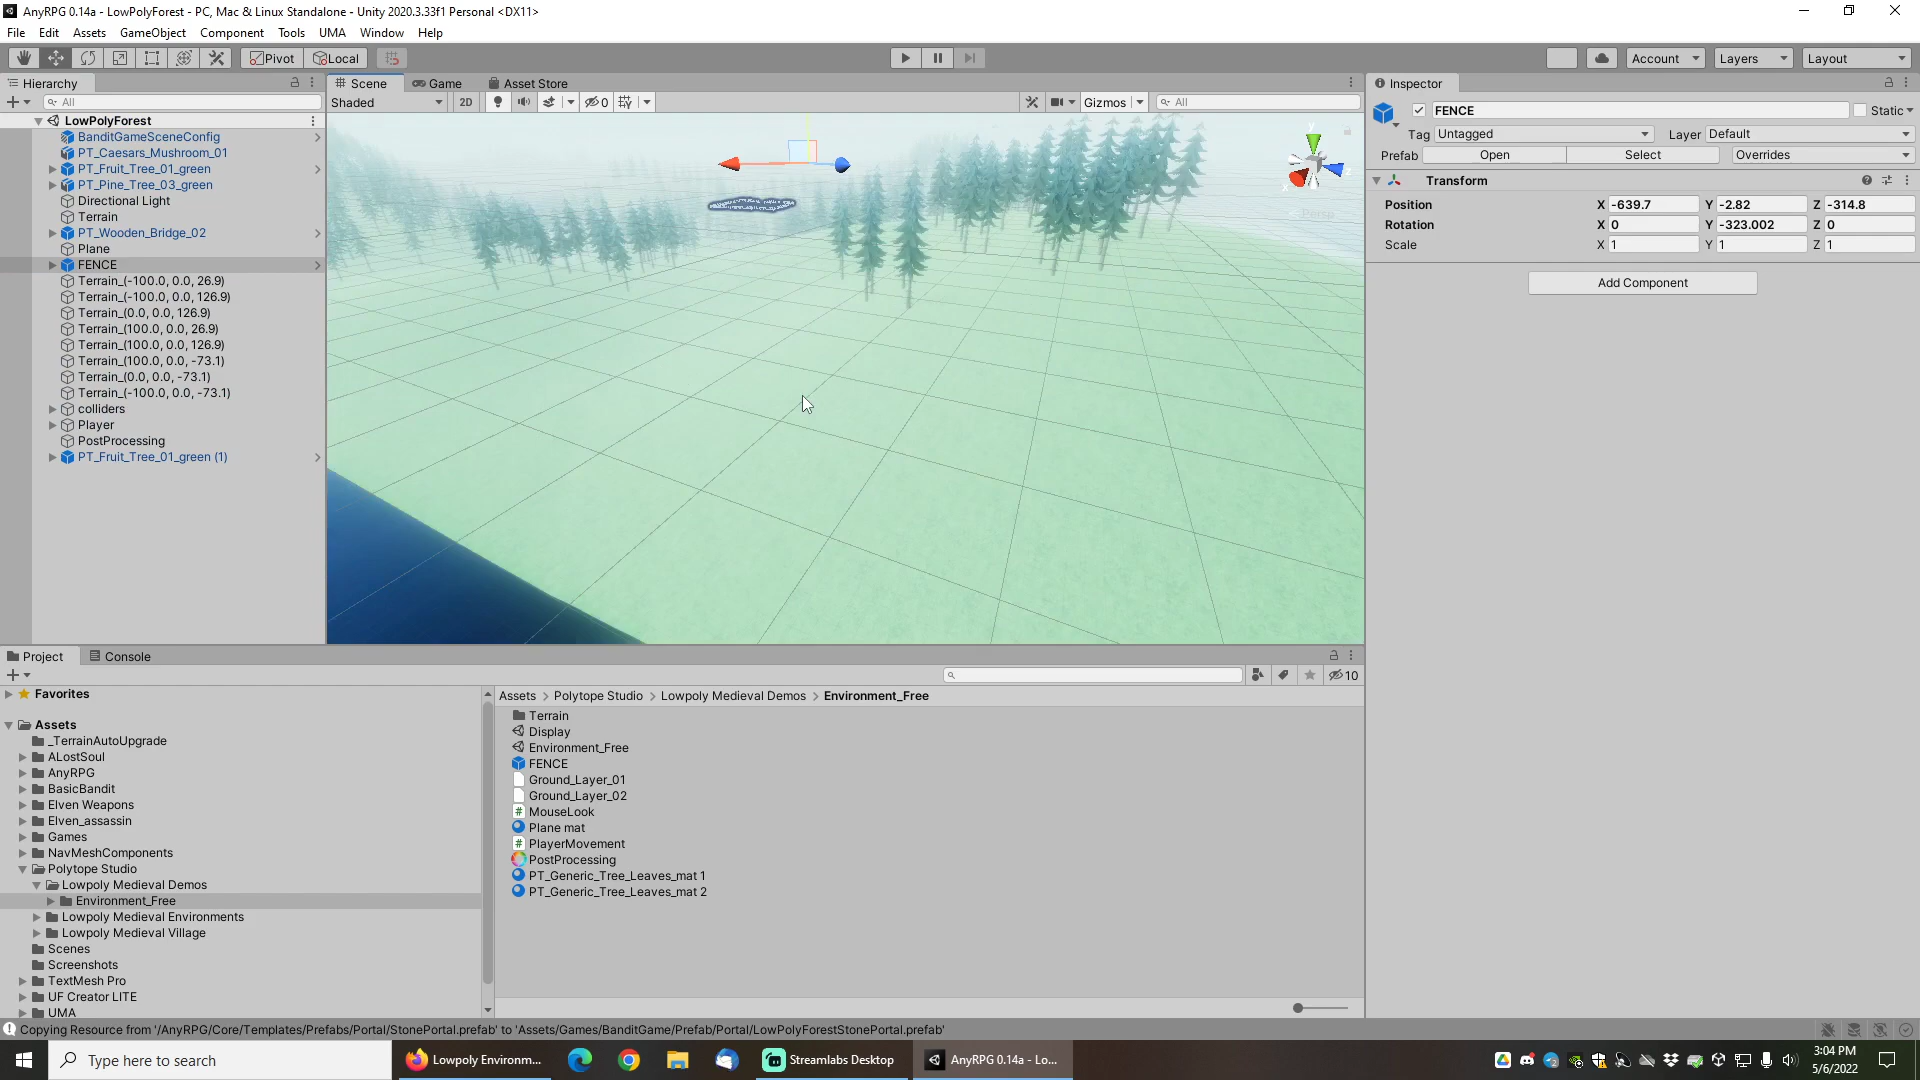 AnyRPG 0.14a - LowPolyForest - PC, Mac & Linux Standalone - Unity 2020.3.33f1 Personal <DX11>
File Edit Assets GameObject Component Tools UMA Window Help
Pivot Local Account Layers Layout
Hierarchy
All
LowPolyForest
BanditGameSceneConfig
PT_Caesars_Mushroom_01
PT_Fruit_Tree_01_green
PT_Pine_Tree_03_green
Directional Light
Terrain
PT_Wooden_Bridge_02
Plane
FENCE
Terrain_(-100.0, 0.0, 26.9)
Terrain_(-100.0, 0.0, 126.9)
Terrain_(0.0, 0.0, 126.9)
Terrain_(100.0, 0.0, 26.9)
Terrain_(100.0, 0.0, 126.9)
Terrain_(100.0, 0.0, -73.1)
Terrain_(0.0, 0.0, -73.1)
Terrain_(-100.0, 0.0, -73.1)
colliders
Player
PostProcessing
PT_Fruit_Tree_01_green (1)
Scene Game Asset Store
Shaded 2D 0 Gizmos All
y
x z
Persp
Inspector
FENCE Static
Tag Untagged Layer Default
Prefab Open Select Overrides
Transform
Position X -639.7 Y -2.82 Z -314.8
Rotation X 0 Y -323.002 Z 0
Scale X 1 Y 1 Z 1
Add Component
Project Console
10
Favorites
Assets
_TerrainAutoUpgrade
ALostSoul
AnyRPG
BasicBandit
Elven Weapons
Elven_assassin
Games
NavMeshComponents
Polytope Studio
Lowpoly Medieval Demos
Environment_Free
Lowpoly Medieval Environments
Lowpoly Medieval Village
Scenes
Screenshots
TextMesh Pro
UF Creator LITE
UMA
Assets > Polytope Studio > Lowpoly Medieval Demos > Environment_Free
Terrain
Display
Environment_Free
FENCE
Ground_Layer_01
Ground_Layer_02
MouseLook
Plane mat
PlayerMovement
PostProcessing
PT_Generic_Tree_Leaves_mat 1
PT_Generic_Tree_Leaves_mat 2
Copying Resource from '/AnyRPG/Core/Templates/Prefabs/Portal/StonePortal.prefab' to 'Assets/Games/BanditGame/Prefab/Portal/LowPolyForestStonePortal.prefab'
Type here to search
Lowpoly Environm...
Streamlabs Desktop
AnyRPG 0.14a - Lo...
3:04 PM
5/6/2022